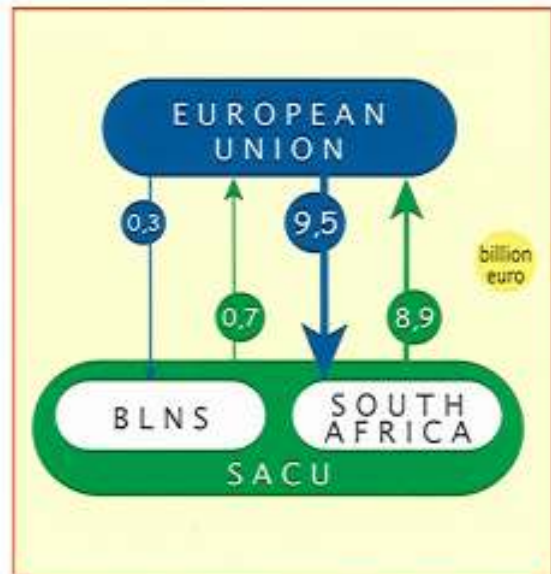 EUROPEAN
UNION
0,3
9,5
billion
euro
0,7
8,9
BLNS
SOUTH
AFRICA
SACU